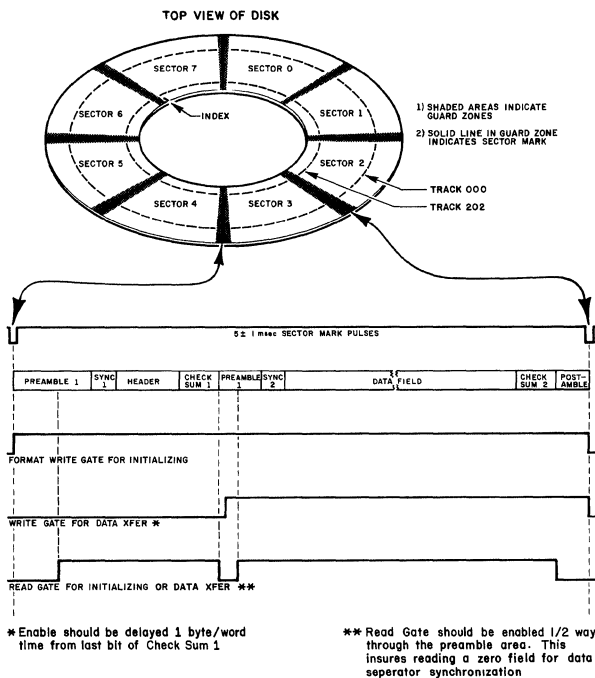 TOP VIEW OF DISK
SECTOR 7
SECTOR 0
SECTOR 6
INDEX
SECTOR 1
SECTOR 5
SECTOR 2
SECTOR 4
SECTOR 3
1) SHADED AREAS INDICATE
GUARD ZONES
2) SOLID LINE IN GUARD ZONE
INDICATES SECTOR MARK
TRACK 000
TRACK 202
5 ± 1 msec SECTOR MARK PULSES
PREAMBLE 1
SYNC
1
HEADER
CHECK
SUM 1
PREAMBLE
1
SYNC
2
DATA FIELD
CHECK
SUM 2
POST-
AMBLE
FORMAT WRITE GATE FOR INITIALIZING
WRITE GATE FOR DATA XFER *
READ GATE FOR INITIALIZING OR DATA XFER **
* Enable should be delayed 1 byte/word
time from last bit of Check Sum 1
** Read Gate should be enabled 1/2 way
through the preamble area. This
insures reading a zero field for data
seperator synchronization